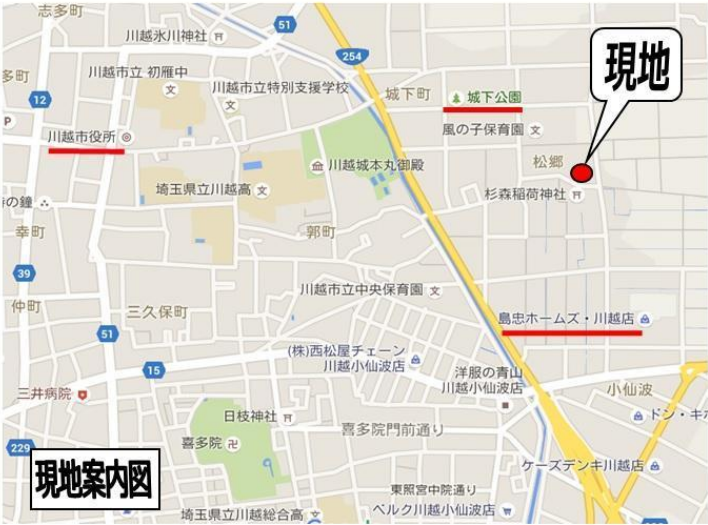 志多町
51
川越氷川神社
254
現地
多町
川越市立 初雁中
川越市立特別支援学校
城下町
城下公園
12
P
川越市役所
風の子保育園
松郷
川越城本丸御殿
埼玉県立川越高
杉森稲荷神社
時の鐘
幸町
郭町
39
川越市立中央保育園
仲町
三久保町
島忠ホームズ・川越店
51
(株)西松屋チェーン
川越小仙波店
15
洋服の青山
川越小仙波店
三井病院
小仙波
日枝神社
ドン・キホ
喜多院
喜多院門前通り
229
現地案内図
ケーズデンキ川越店
東照宮中院通り
埼玉県立川越総合高
ベルク川越小仙波店